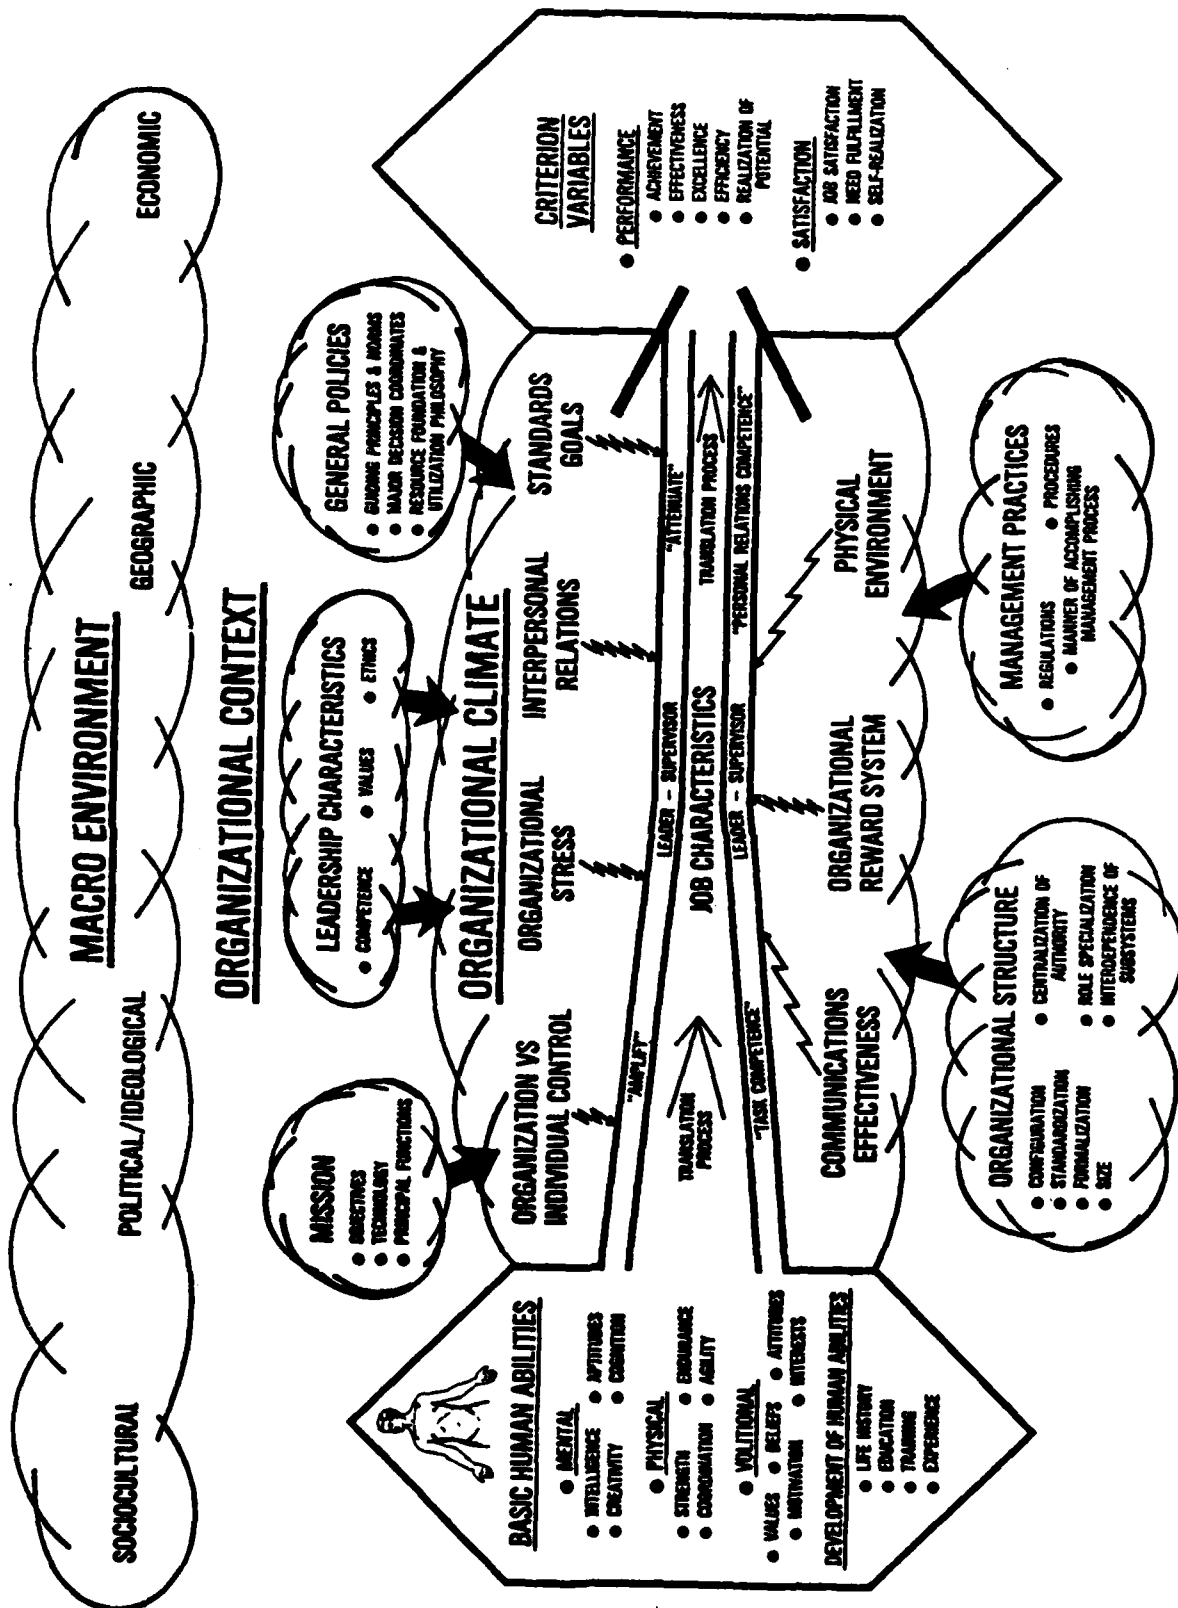 MACRO ENVIRONMENT
SOCIOCULTURAL
POLITICAL/IDEOLOGICAL
GEOGRAPHIC
ECONOMIC
ORGANIZATIONAL CONTEXT
MISSION
● OBJECTIVES
● TECHNOLOGY
● PRINCIPAL FUNCTIONS
LEADERSHIP CHARACTERISTICS
● COMPETENCE ● VALUES ● ETHICS
GENERAL POLICIES
● GUIDING PRINCIPLES & NORMS
● MAJOR DECISION COORDINATES
● RESOURCE FOUNDATION &
UTILIZATION PHILOSOPHY
ORGANIZATIONAL CLIMATE
ORGANIZATION VS
INDIVIDUAL CONTROL
ORGANIZATIONAL
STRESS
INTERPERSONAL
RELATIONS
STANDARDS
GOALS
BASIC HUMAN ABILITIES
● MENTAL
● INTELLIGENCE ● APTITUDES
● CREATIVITY ● COGNITION
● PHYSICAL
● STRENGTH ● ENDURANCE
● COORDINATION ● AGILITY
● VOLITIONAL
● VALUES ● BELIEFS ● ATTITUDES
● MOTIVATION ● INTERESTS
DEVELOPMENT OF HUMAN ABILITIES
● LIFE HISTORY
● EDUCATION
● TRAINING
● EXPERIENCE
"AMPLIFY"
LEADER - SUPERVISOR
"ATTENUATE"
TRANSLATION
PROCESS
JOB CHARACTERISTICS
TRANSLATION PROCESS
"TASK COMPETENCE"
LEADER - SUPERVISOR
"PERSONAL RELATIONS COMPETENCE"
COMMUNICATIONS
EFFECTIVENESS
ORGANIZATIONAL
REWARD SYSTEM
PHYSICAL
ENVIRONMENT
CRITERION
VARIABLES
● PERFORMANCE
● ACHIEVEMENT
● EFFECTIVENESS
● EXCELLENCE
● EFFICIENCY
● REALIZATION OF
POTENTIAL
● SATISFACTION
● JOB SATISFACTION
● NEED FULFILLMENT
● SELF-REALIZATION
ORGANIZATIONAL STRUCTURE
● CONFIGURATION ● CENTRALIZATION OF
AUTHORITY
● STANDARDIZATION
● FORMALIZATION ● ROLE SPECIALIZATION
● SIZE ● INTERDEPENDENCE OF
SUBSYSTEMS
MANAGEMENT PRACTICES
● REGULATIONS ● PROCEDURES
● MANNER OF ACCOMPLISHING
MANAGEMENT PROCESS